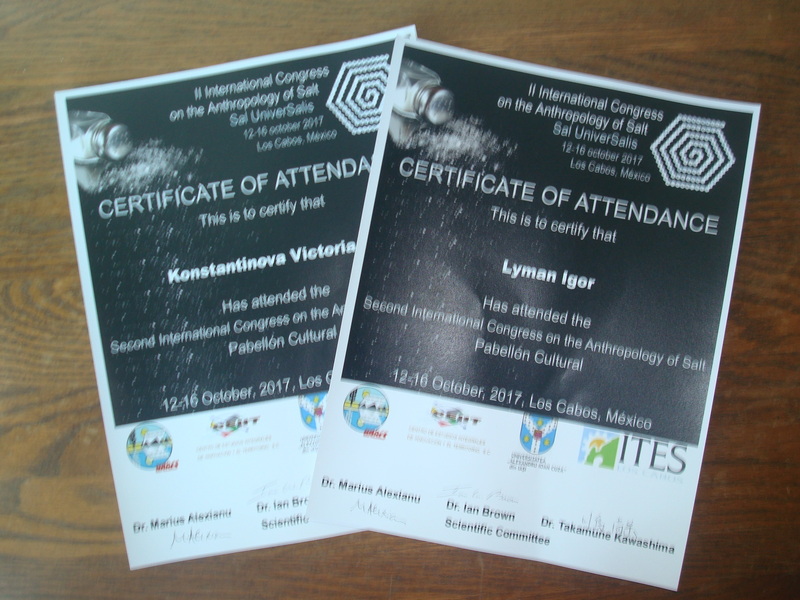 II International Congress
on the Anthropology of Salt
Sal UniverSalis
12-16 october 2017
Los Cabos, México
CERTIFICATE OF ATTENDA
This is to certify that
Konstantinova Victoria
Has attended the
Second International Congress on the An
Pabellón Cultural
12-16 October, 2017, Los C
Dr. Marius Alexianu
Dr. Ian Br
Scientific
II International Congress
on the Anthropology of Salt
Sal UniverSalis
12-16 october 2017
Los Cabos, México
CERTIFICATE OF ATTENDANCE
This is to certify that
Lyman Igor
Has attended the
Second International Congress on the Anthropology of Salt
Pabellón Cultural
12-16 October, 2017, Los Cabos, México
ITES
LOS CABOS
Dr. Marius Alexianu
Dr. Ian Brown
Scientific Committee
Dr. Takamune Kawashima